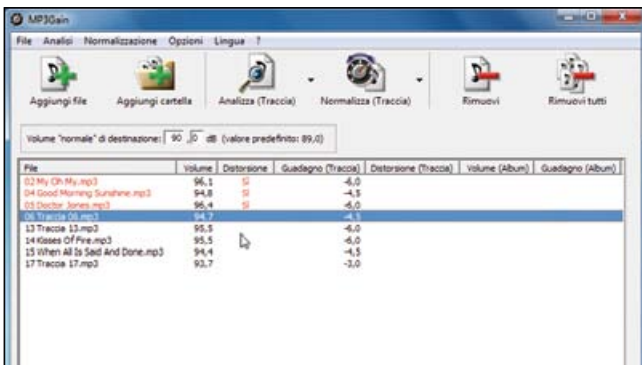 MP3Gain
File Analisi Normalizzazione Opzioni Lingua ?
Aggiungi file Aggiungi cartella Analizza (Traccia) Normalizza (Traccia) Rimuovi Rimuovi tutti
Volume "normale" di destinazione: 90 ,0 dB (valore predefinito: 89,0)
File Volume Distorsione Guadagno (Traccia) Distorsione (Traccia) Volume (Album) Guadagno (Album)
02 My Oh My.mp3 96,1 SÌ -6,0
04 Good Morning Sunshine.mp3 94,8 SÌ -4,5
05 Doctor Jones.mp3 96,4 SÌ -6,0
06 Traccia 06.mp3 94,7 -4,5
13 Traccia 13.mp3 95,5 -6,0
14 Kisses Of Fire.mp3 95,5 -6,0
15 When All Is Said And Done.mp3 94,4 -4,5
17 Traccia 17.mp3 93,7 -3,0